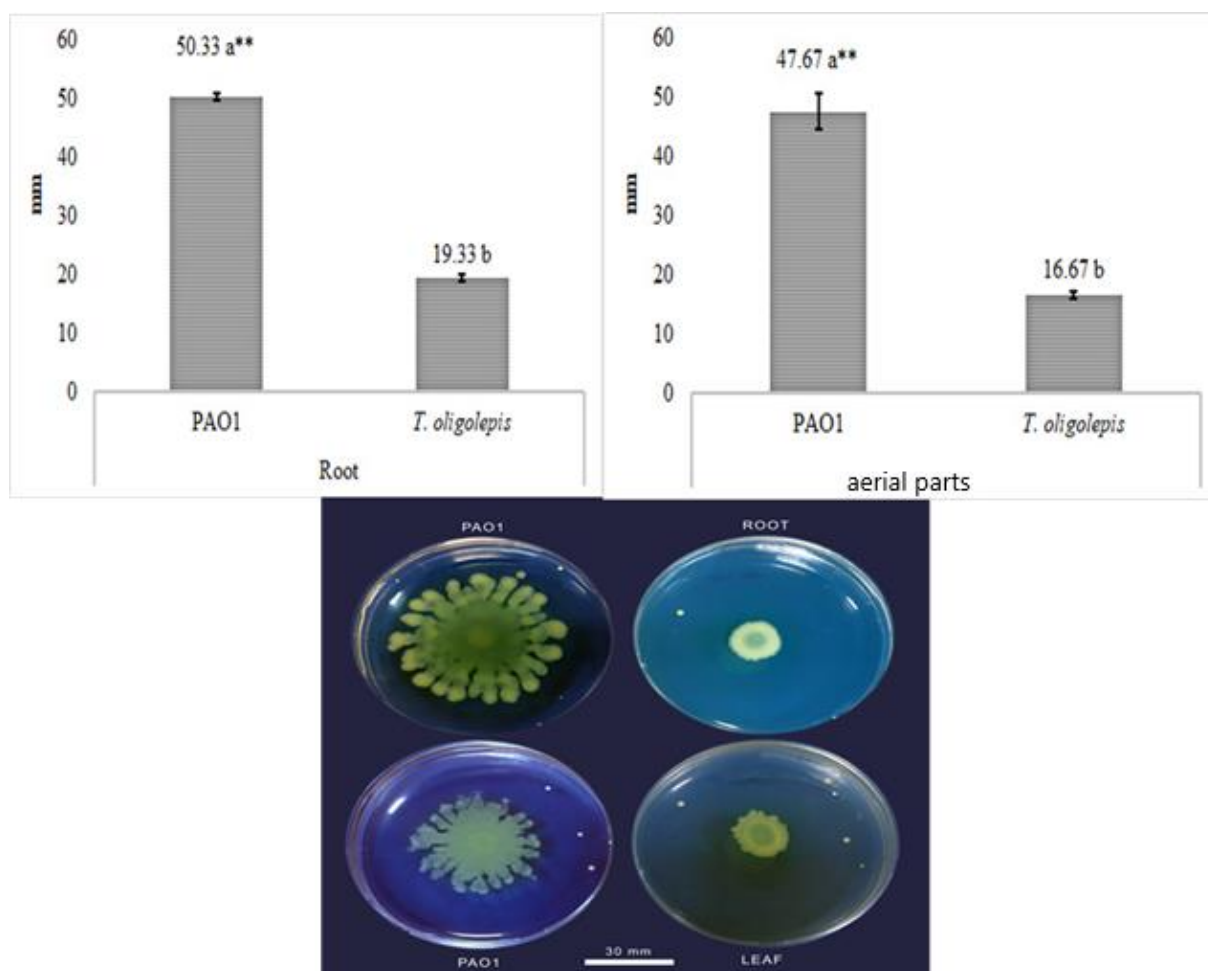 60
50
40
30
20
10
0
mm
50.33 a**
19.33 b
PAO1
T. oligolepis
Root
60
50
40
30
20
10
0
mm
47.67 a**
16.67 b
PAO1
T. oligolepis
aerial parts
PAO1
ROOT
PAO1
30 mm
LEAF